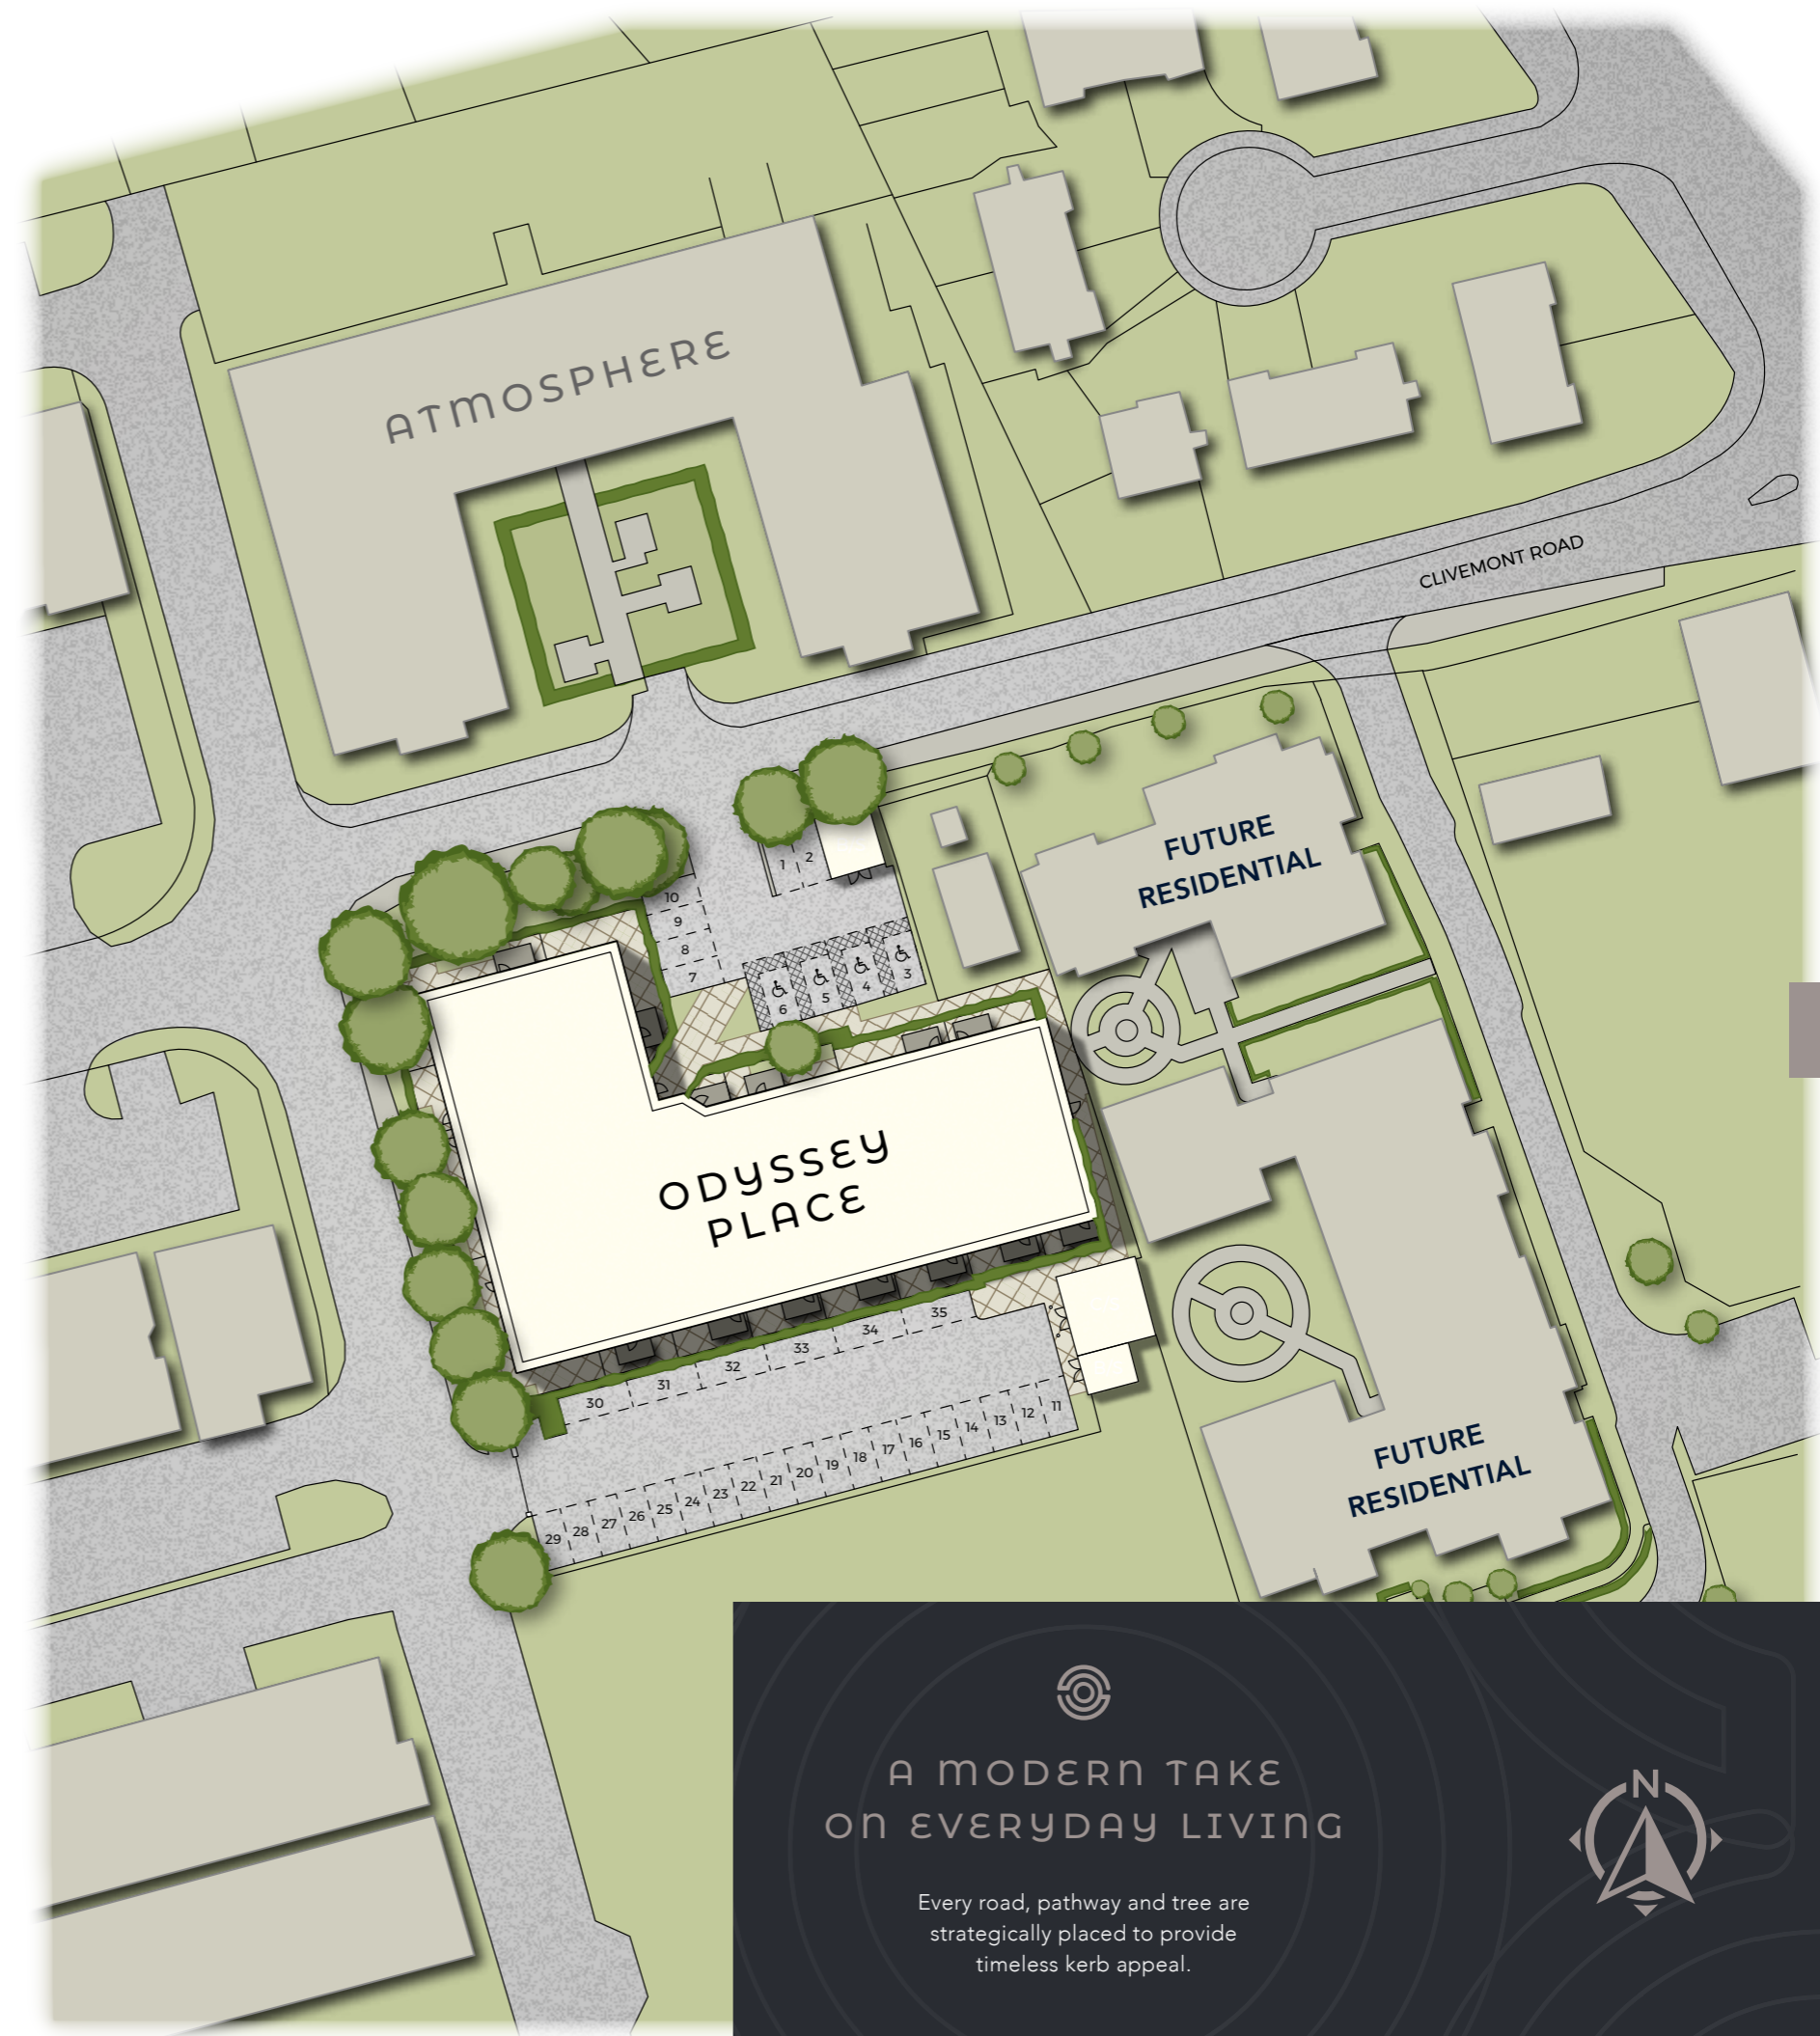 ATMOSPHERE
CLIVEMONT ROAD
FUTURE
RESIDENTIAL
1
2
10
9
8
7
6
5
4
3
ODYSSEY
PLACE
30
31
32
33
34
35
29
28
27
26
25
24
23
22
21
20
19
18
17
16
15
14
13
12
11
FUTURE
RESIDENTIAL
A MODERN TAKE
ON EVERYDAY LIVING
Every road, pathway and tree are
strategically placed to provide
timeless kerb appeal.
N